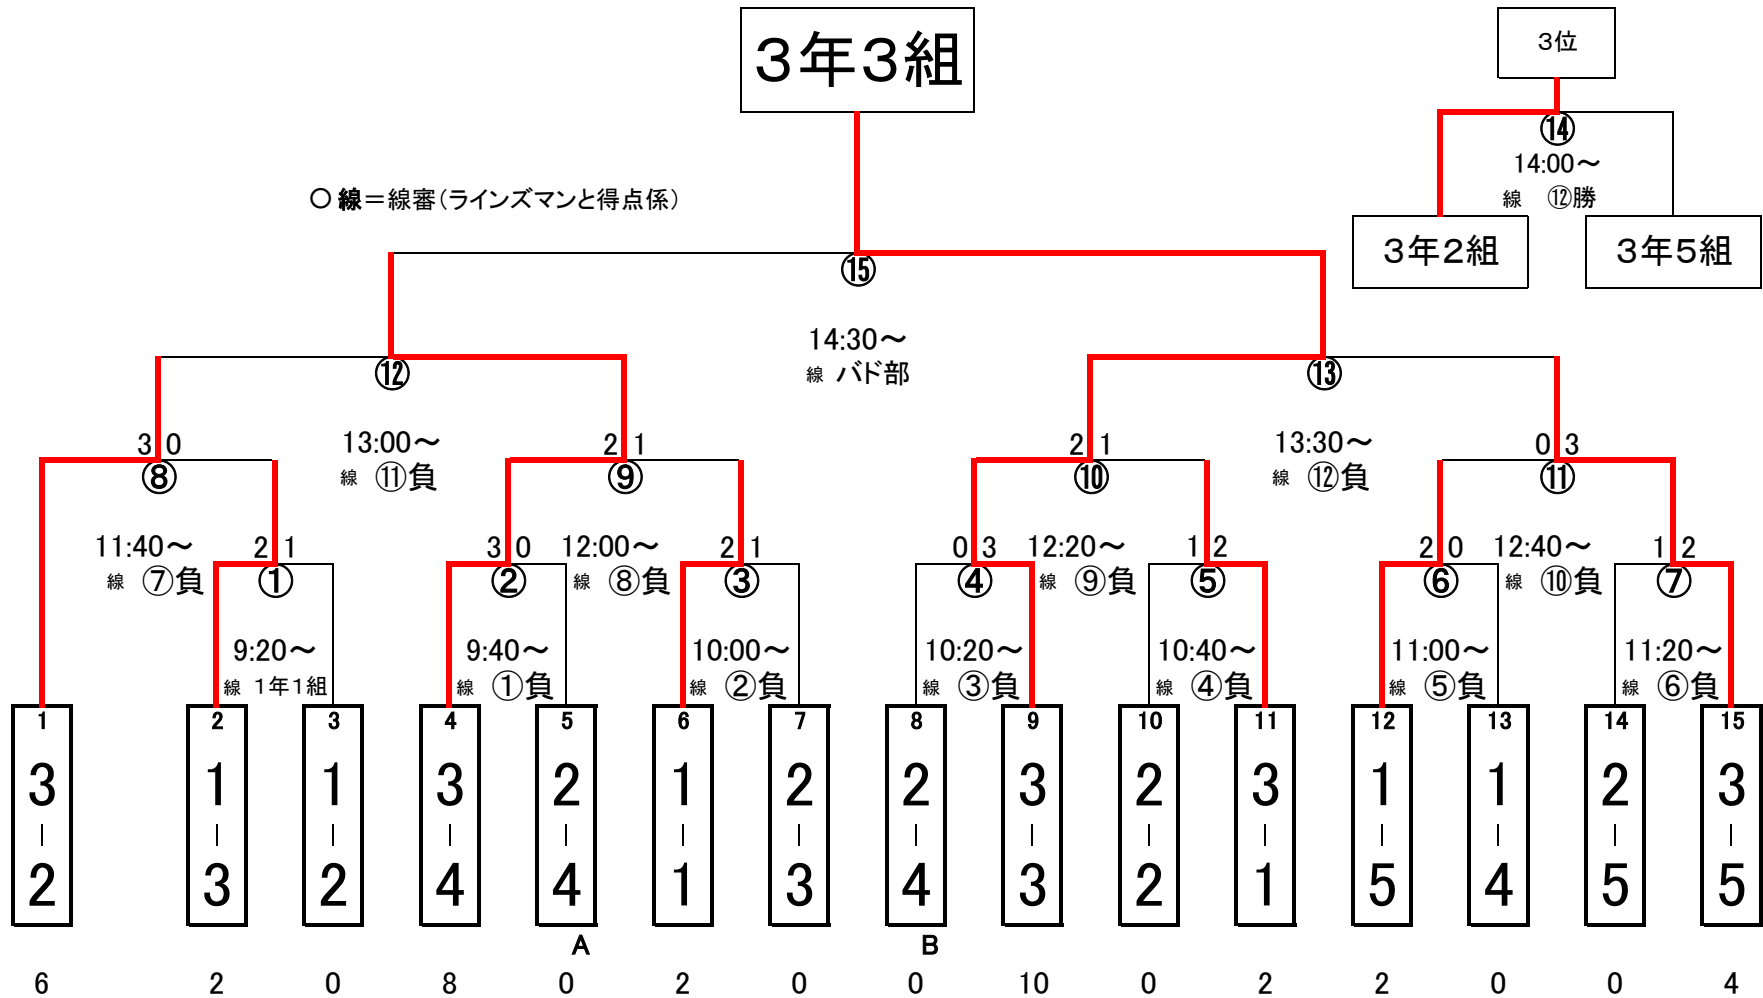 3年3組
3位
⑭
14:00～
線 ⑫勝
○ 線＝線審（ラインズマンと得点係）
3年2組 3年5組
⑮
14:30～
線 バド部
⑫ ⑬
3 0 13:00～ 2 1 2 1 13:30～ 0 3
⑧ 線 ⑪負 ⑨ ⑩ 線 ⑫負 ⑪
11:40～ 2 1 3 0 12:00～ 2 1 0 3 12:20～ 1 2 2 0 12:40～ 1 2
線 ⑦負 ① ② 線 ⑧負 ③ ④ 線 ⑨負 ⑤ ⑥ 線 ⑩負 ⑦
9:20～ 9:40～ 10:00～ 10:20～ 10:40～ 11:00～ 11:20～
線 1年1組 線 ①負 線 ②負 線 ③負 線 ④負 線 ⑤負 線 ⑥負
1 2 3 4 5 6 7 8 9 10 11 12 13 14 15
3 1 1 3 2 1 2 2 3 2 3 1 1 2 3
| | | | | | | | | | | | | | |
2 3 2 4 4 1 3 4 3 2 1 5 4 5 5
A B
6 2 0 8 0 2 0 0 10 0 2 2 0 0 4